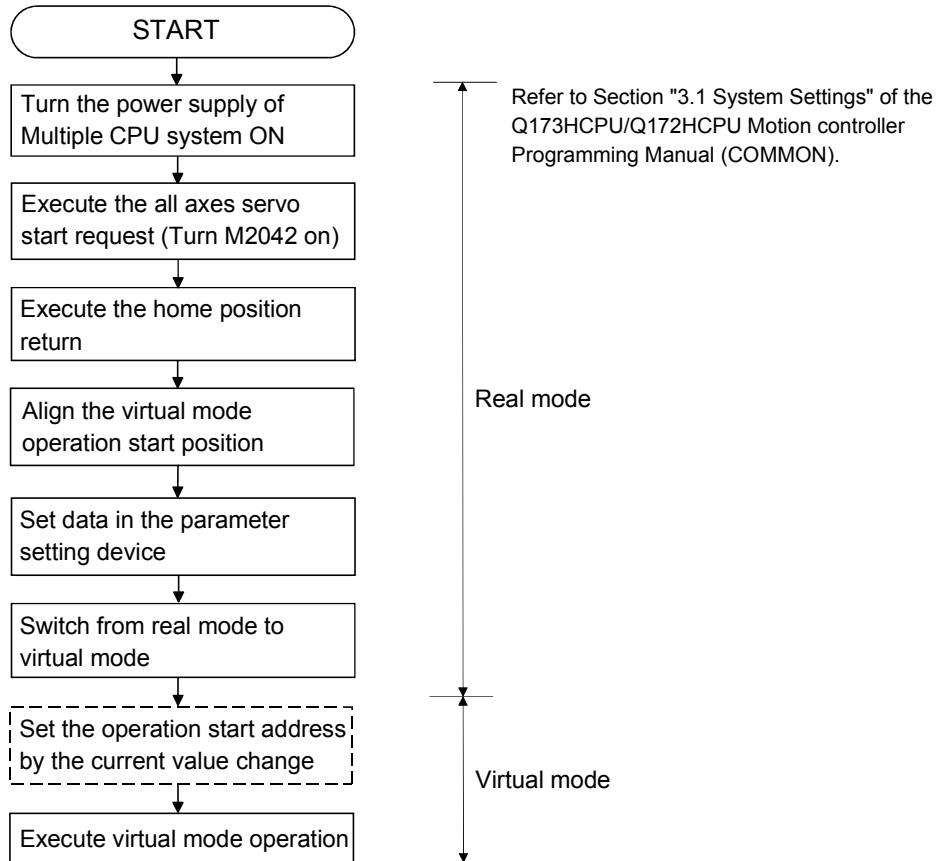 START
Turn the power supply of
Multiple CPU system ON
Refer to Section "3.1 System Settings" of the
Q173HCPU/Q172HCPU Motion controller
Programming Manual (COMMON).
Execute the all axes servo
start request (Turn M2042 on)
Execute the home position
return
Align the virtual mode
operation start position
Real mode
Set data in the parameter
setting device
Switch from real mode to
virtual mode
Set the operation start address
by the current value change
Virtual mode
Execute virtual mode operation